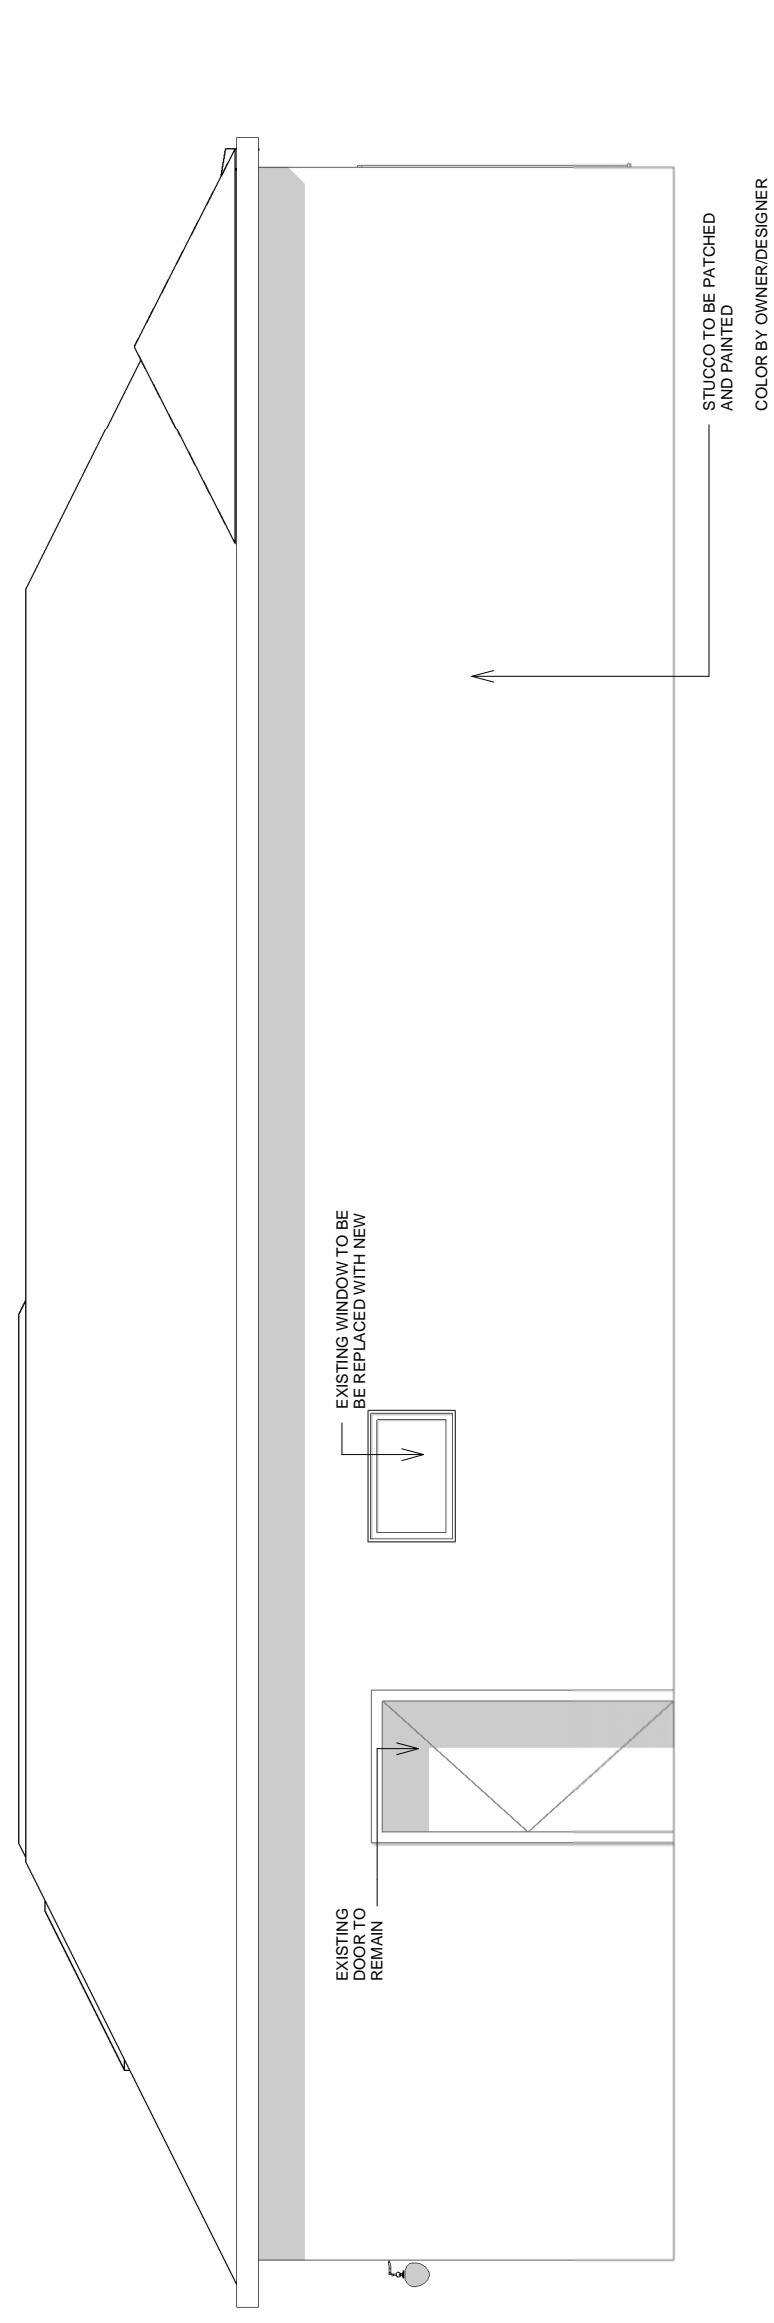 EXISTING
DOOR TO
REMAIN
EXISTING WINDOW TO BE
BE REPLACED WITH NEW
STUCCO TO BE PATCHED
AND PAINTED
COLOR BY OWNER/DESIGNER